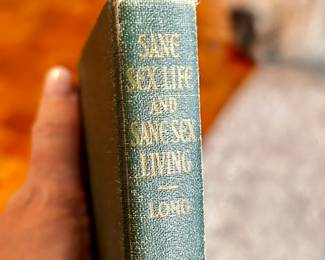 SANE
SEX LIFE
AND
SANE SEX
LIVING
LONG